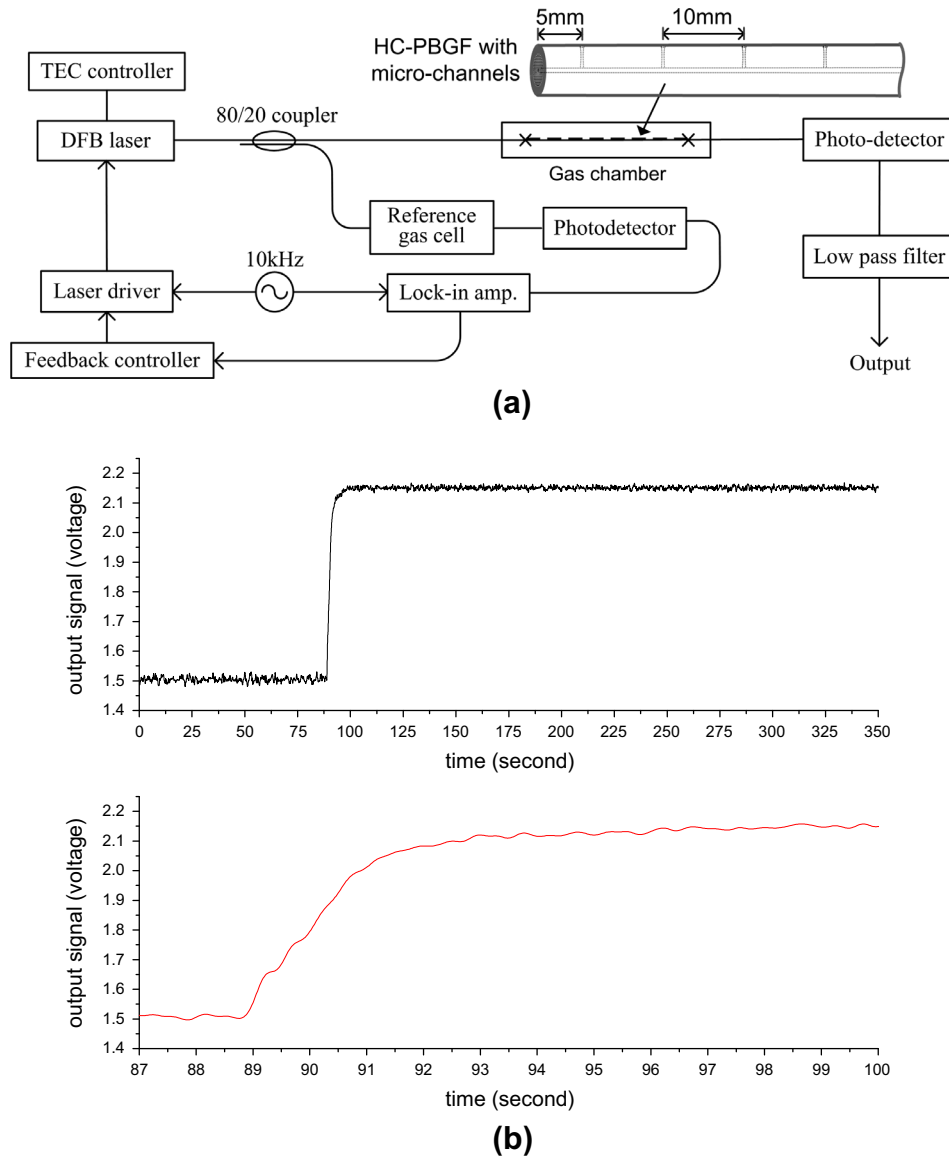 5mm
10mm
HC-PBGF with
micro-channels
TEC controller
80/20 coupler
DFB laser
Photo-detector
Gas chamber
Reference
gas cell
Photodetector
10kHz
Low pass filter
Laser driver
Lock-in amp.
Feedback controller
Output
(a)
output signal (voltage)
2.2
2.1
2.0
1.9
1.8
1.7
1.6
1.5
1.4
0 25 50 75 100 125 150 175 200 225 250 275 300 325 350
time (second)
output signal (voltage)
2.2
2.1
2.0
1.9
1.8
1.7
1.6
1.5
1.4
87 88 89 90 91 92 93 94 95 96 97 98 99 100
time (second)
(b)